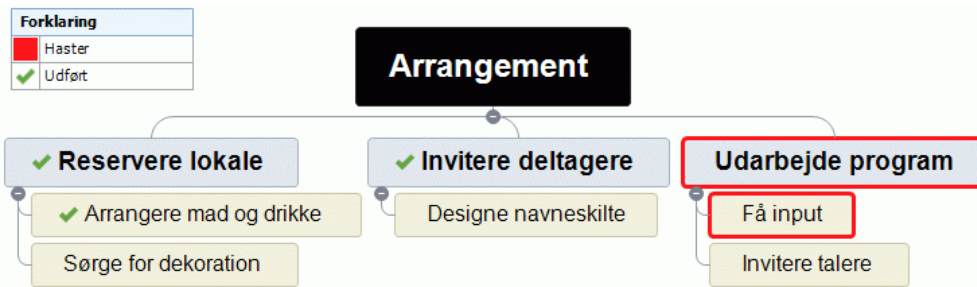 Forklaring
Haster
Udført
Arrangement
Reservere lokale
Invitere deltagere
Udarbejde program
Arrangere mad og drikke
Designe navneskilte
Få input
Sørge for dekoration
Invitere talere